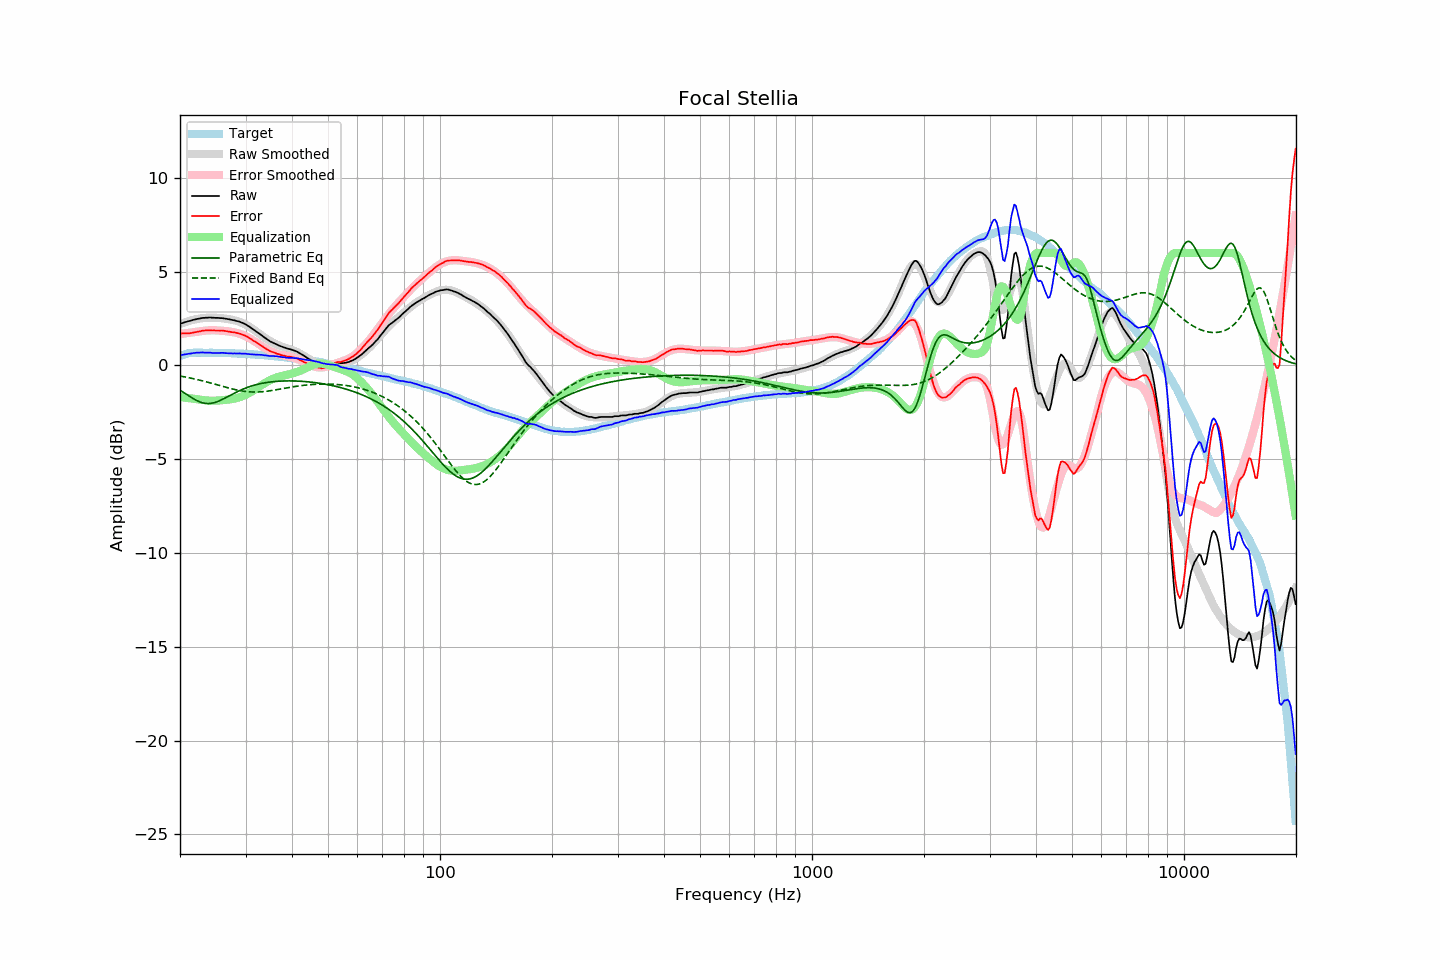 Focal Stellia
Target
Raw Smoothed
Error Smoothed
Raw
Error
Equalization
Parametric Eq
Fixed Band Eq
Equalized
10
5
0
−5
−10
−15
−20
−25
Amplitude (dBr)
100
1000
10000
Frequency (Hz)